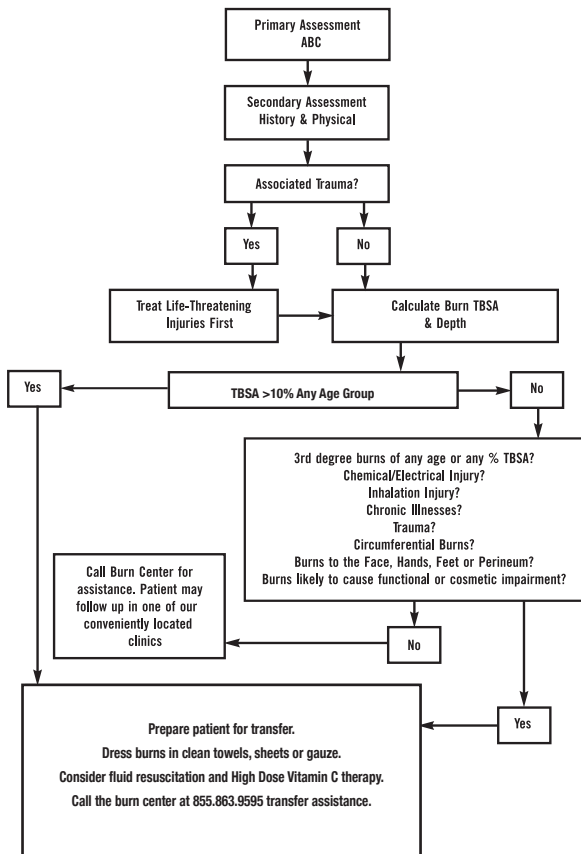 Primary Assessment
ABC
Secondary Assessment
History & Physical
Associated Trauma?
Yes
No
Treat Life-Threatening
Injuries First
Calculate Burn TBSA
& Depth
Yes
TBSA >10% Any Age Group
No
3rd degree burns of any age or any % TBSA?
Chemical/Electrical Injury?
Inhalation Injury?
Chronic Illnesses?
Trauma?
Circumferential Burns?
Burns to the Face, Hands, Feet or Perineum?
Burns likely to cause functional or cosmetic impairment?
Call Burn Center for
assistance. Patient may
follow up in one of our
conveniently located
clinics
No
Yes
Prepare patient for transfer.
Dress burns in clean towels, sheets or gauze.
Consider fluid resuscitation and High Dose Vitamin C therapy.
Call the burn center at 855.863.9595 transfer assistance.